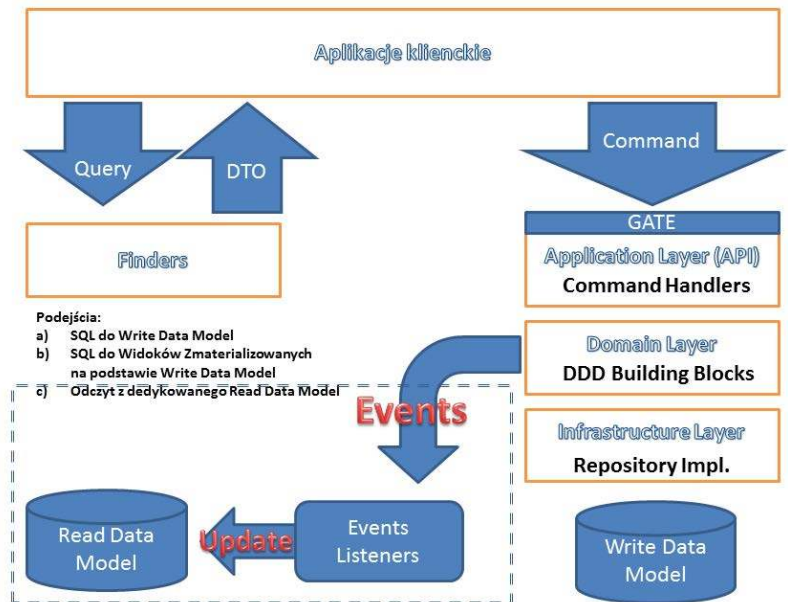 Aplikacje klienckie
Query
DTO
Command
GATE
Finders
Application Layer (API)
Command Handlers
Podejścia:
a) SQL do Write Data Model
b) SQL do Widoków Zmaterializowanych
na podstawie Write Data Model
c) Odczyt z dedykowanego Read Data Model
Domain Layer
DDD Building Blocks
Events
Infrastructure Layer
Repository Impl.
Read Data
Model
Update
Events
Listeners
Write Data
Model